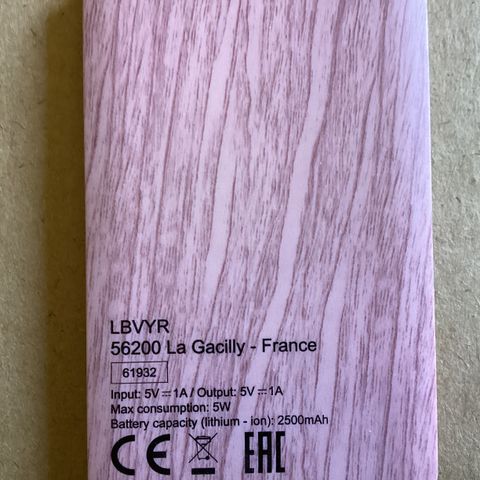 LBVYR
56200 La Gacilly - France
61932
Input: 5V⎓1A / Output: 5V⎓1A
Max consumption: 5W
Battery capacity (lithium - ion): 2500mAh
CE EAC